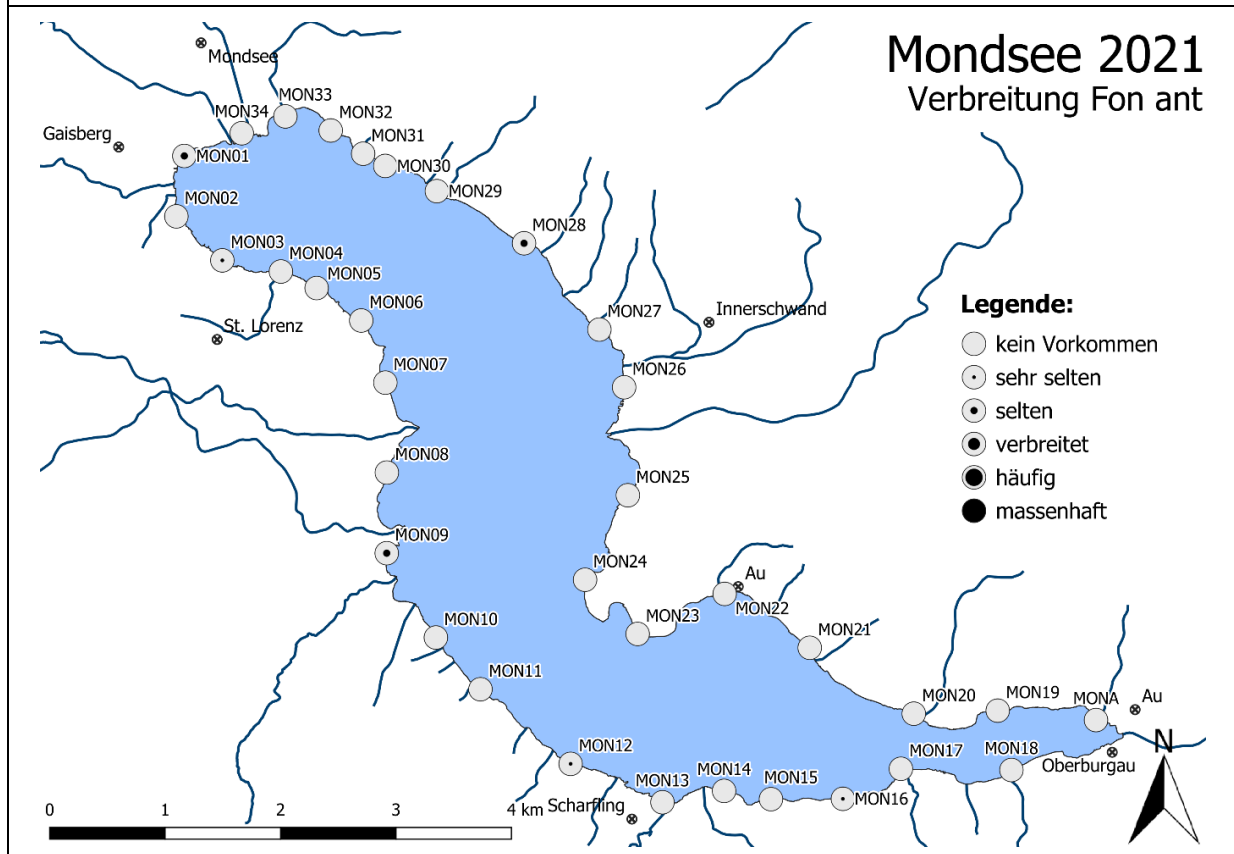 Mondsee 2021
Verbreitung Fon ant
Mondsee
MON33
MON34
MON32
Gaisberg
MON31
MON01
MON30
MON29
MON02
MON28
MON03
MON04
MON05
MON06
MON27
Innerschwand
St. Lorenz
Legende:
kein Vorkommen
sehr selten
selten
verbreitet
häufig
massenhaft
MON07
MON26
MON08
MON25
MON09
MON24
Au
MON22
MON10
MON23
MON21
MON11
MON20
MON19
MONA
Au
MON12
MON17
MON18
Oberburgau
N
MON13
MON14
MON15
MON16
Scharfling
0 1 2 3 4 km